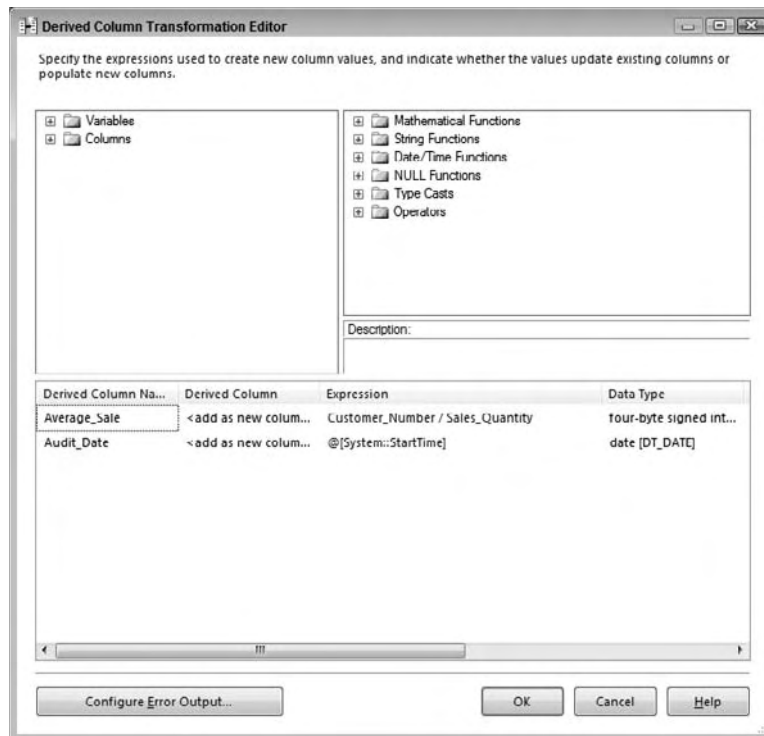 Derived Column Transformation Editor
Specify the expressions used to create new column values, and indicate whether the values update existing columns or
populate new columns.
Variables
Columns
Mathematical Functions
String Functions
Date/Time Functions
NULL Functions
Type Casts
Operators
Description:
Derived Column Na... Derived Column Expression Data Type
Average_Sale <add as new colum... Customer_Number / Sales_Quantity four-byte signed int...
Audit_Date <add as new colum... @[System::StartTime] date [DT_DATE]
Configure Error Output... OK Cancel Help